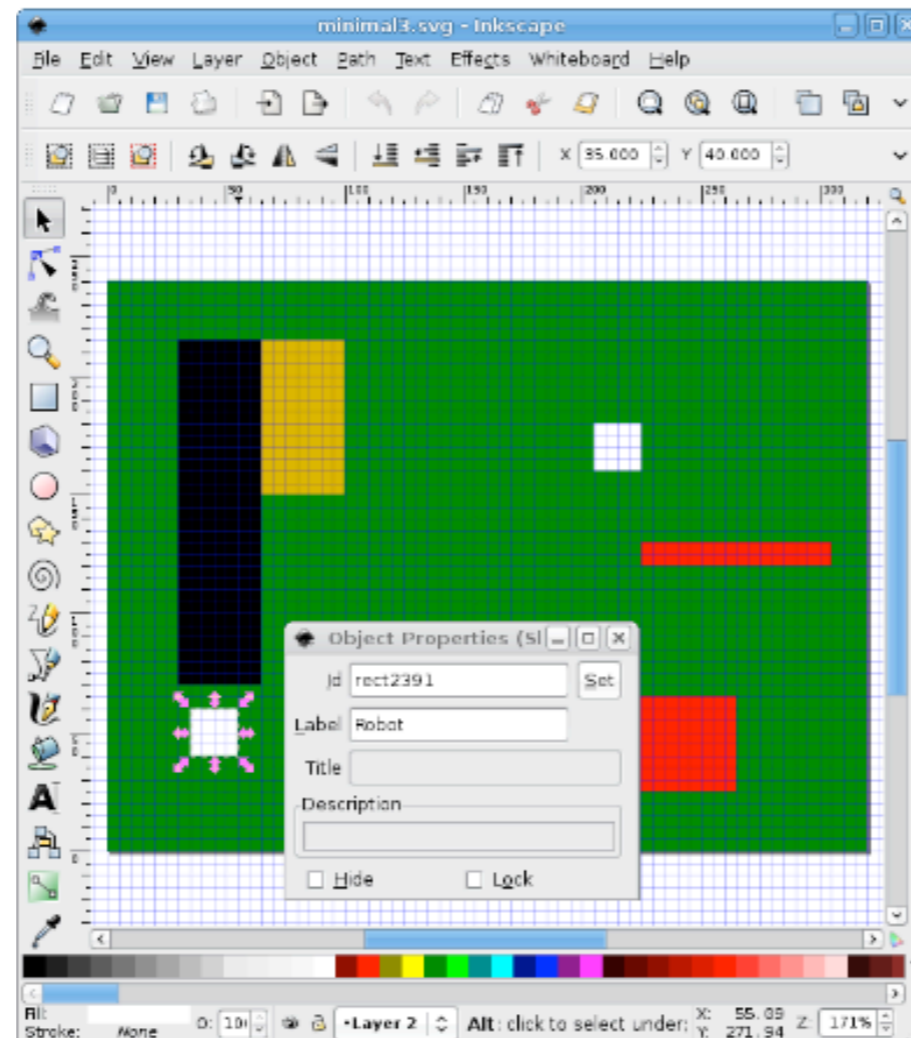 minimal3.svg - Inkscape
File Edit View Layer Object Path Text Effects Whiteboard Help
X 35.000 Y 40.000
0 50 100 150 200 250 300
Object Properties (Sl
Id rect2391 Set
Label Robot
Title
Description
Hide Lock
Fill:
Stroke: None O: 10 •Layer 2 Alt: click to select under: X: 55.09 Y: 271.94 Z: 171%